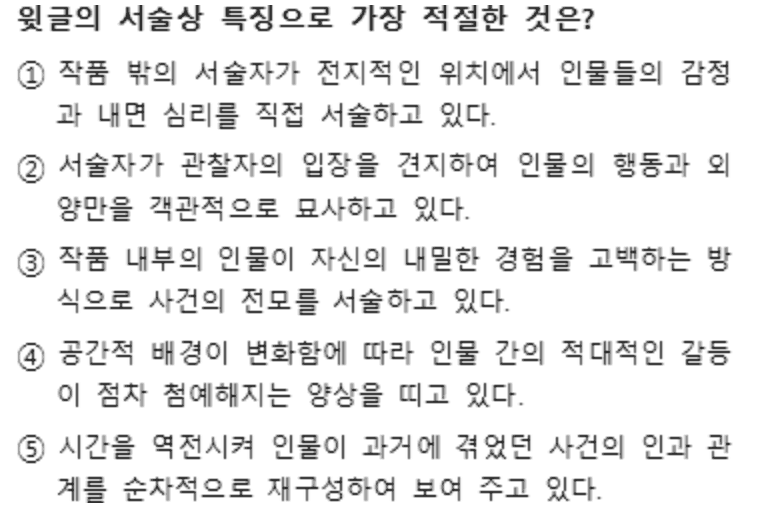 윗글의 서술상 특징으로 가장 적절한 것은?
① 작품 밖의 서술자가 전지적인 위치에서 인물들의 감정
과 내면 심리를 직접 서술하고 있다.
② 서술자가 관찰자의 입장을 견지하여 인물의 행동과 외
양만을 객관적으로 묘사하고 있다.
③ 작품 내부의 인물이 자신의 내밀한 경험을 고백하는 방
식으로 사건의 전모를 서술하고 있다.
④ 공간적 배경이 변화함에 따라 인물 간의 적대적인 갈등
이 점차 첨예해지는 양상을 띠고 있다.
⑤ 시간을 역전시켜 인물이 과거에 겪었던 사건의 인과 관
계를 순차적으로 재구성하여 보여 주고 있다.